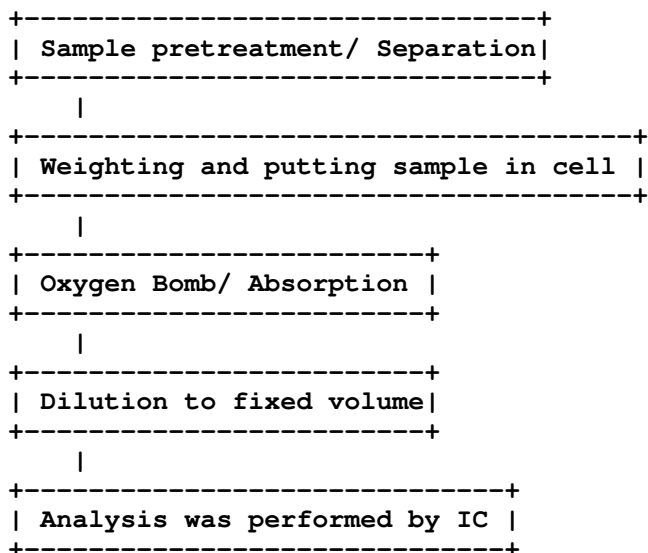 Sample pretreatment/ Separation
Weighting and putting sample in cell
Oxygen Bomb/ Absorption
Dilution to fixed volume
Analysis was performed by IC